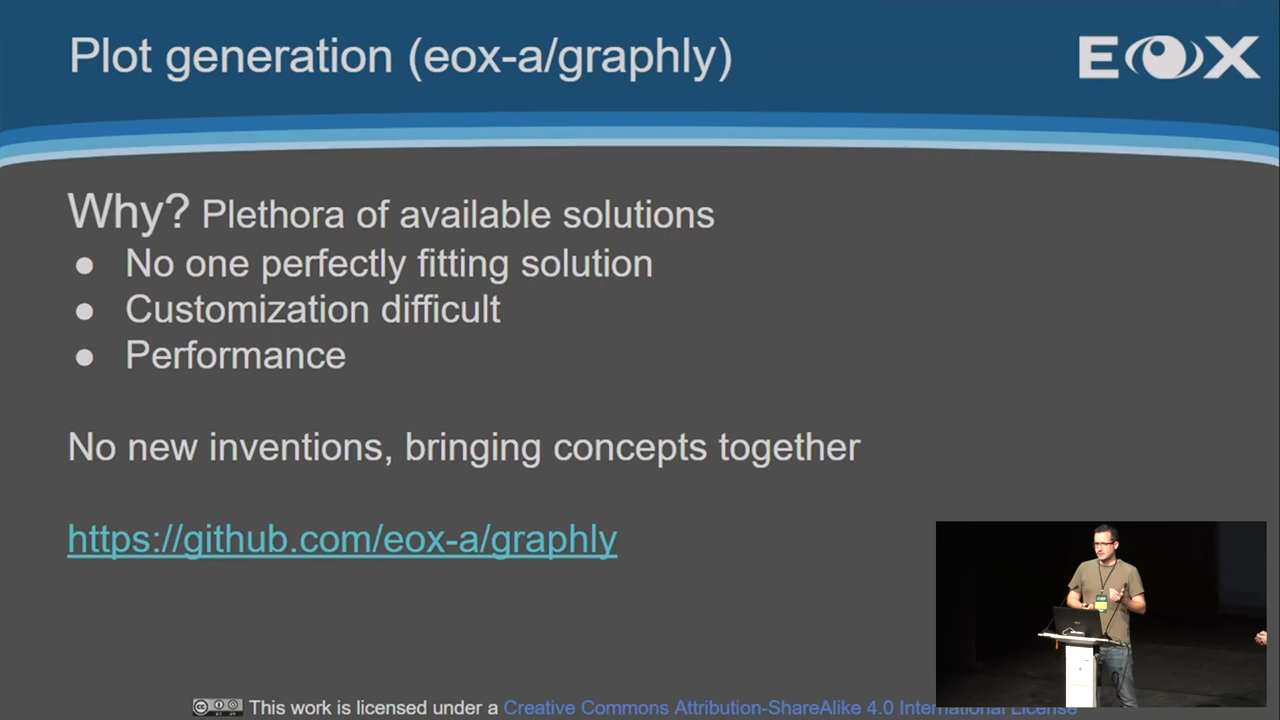 Plot generation (eox-a/graphly)
EOX
Why? Plethora of available solutions
● No one perfectly fitting solution
● Customization difficult
● Performance
No new inventions, bringing concepts together
https://github.com/eox-a/graphly
This work is licensed under a Creative Commons Attribution-ShareAlike 4.0 International License